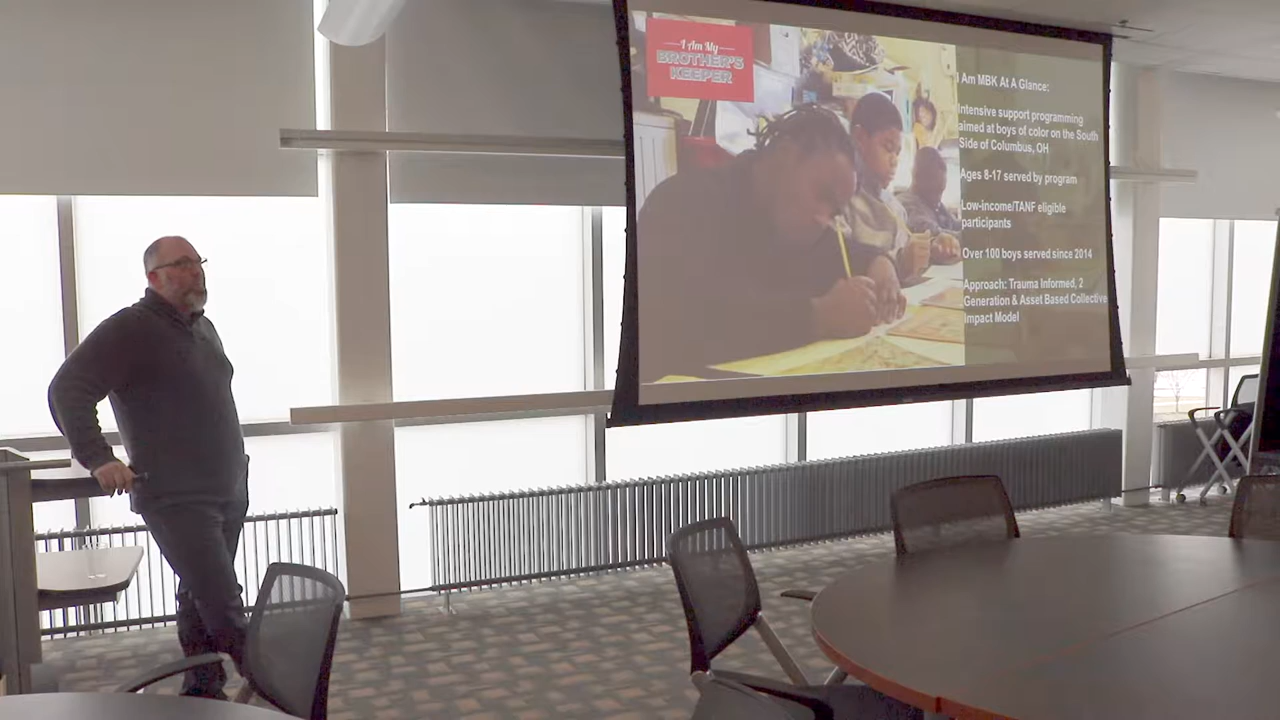 I Am My
BROTHER'S
KEEPER
I Am MBK At A Glance:
Intensive support programming
aimed at boys of color on the South
Side of Columbus, OH
Ages 8-17 served by program
Low-income/TANF eligible
participants
Over 100 boys served since 2014
Approach: Trauma Informed, 2
Generation & Asset Based Collective
Impact Model